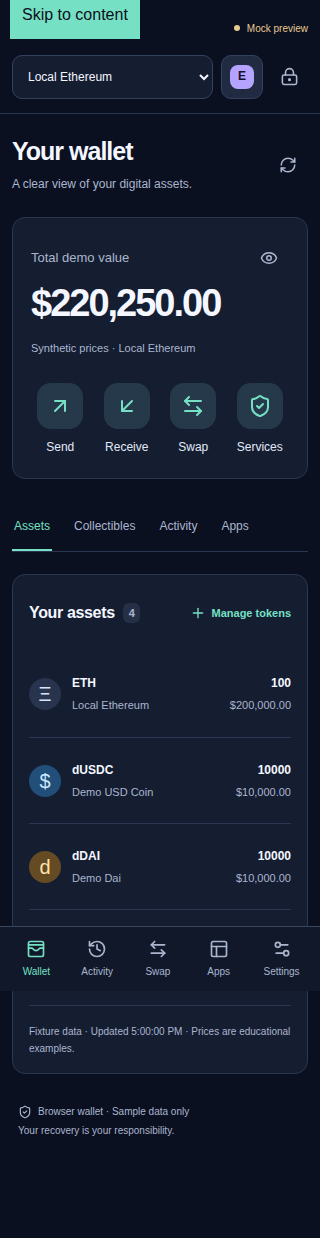 Skip to content
Mock preview
Local Ethereum
E
Your wallet
A clear view of your digital assets.
Total demo value
$220,250.00
Synthetic prices · Local Ethereum
Send Receive Swap Services
Assets Collectibles Activity Apps
Your assets 4 Manage tokens
ETH 100
Local Ethereum $200,000.00
$ dUSDC 10000
Demo USD Coin $10,000.00
d dDAI 10000
Demo Dai $10,000.00
Wallet Activity Swap Apps Settings
Fixture data · Updated 5:00:00 PM · Prices are educational
examples.
Browser wallet · Sample data only
Your recovery is your responsibility.